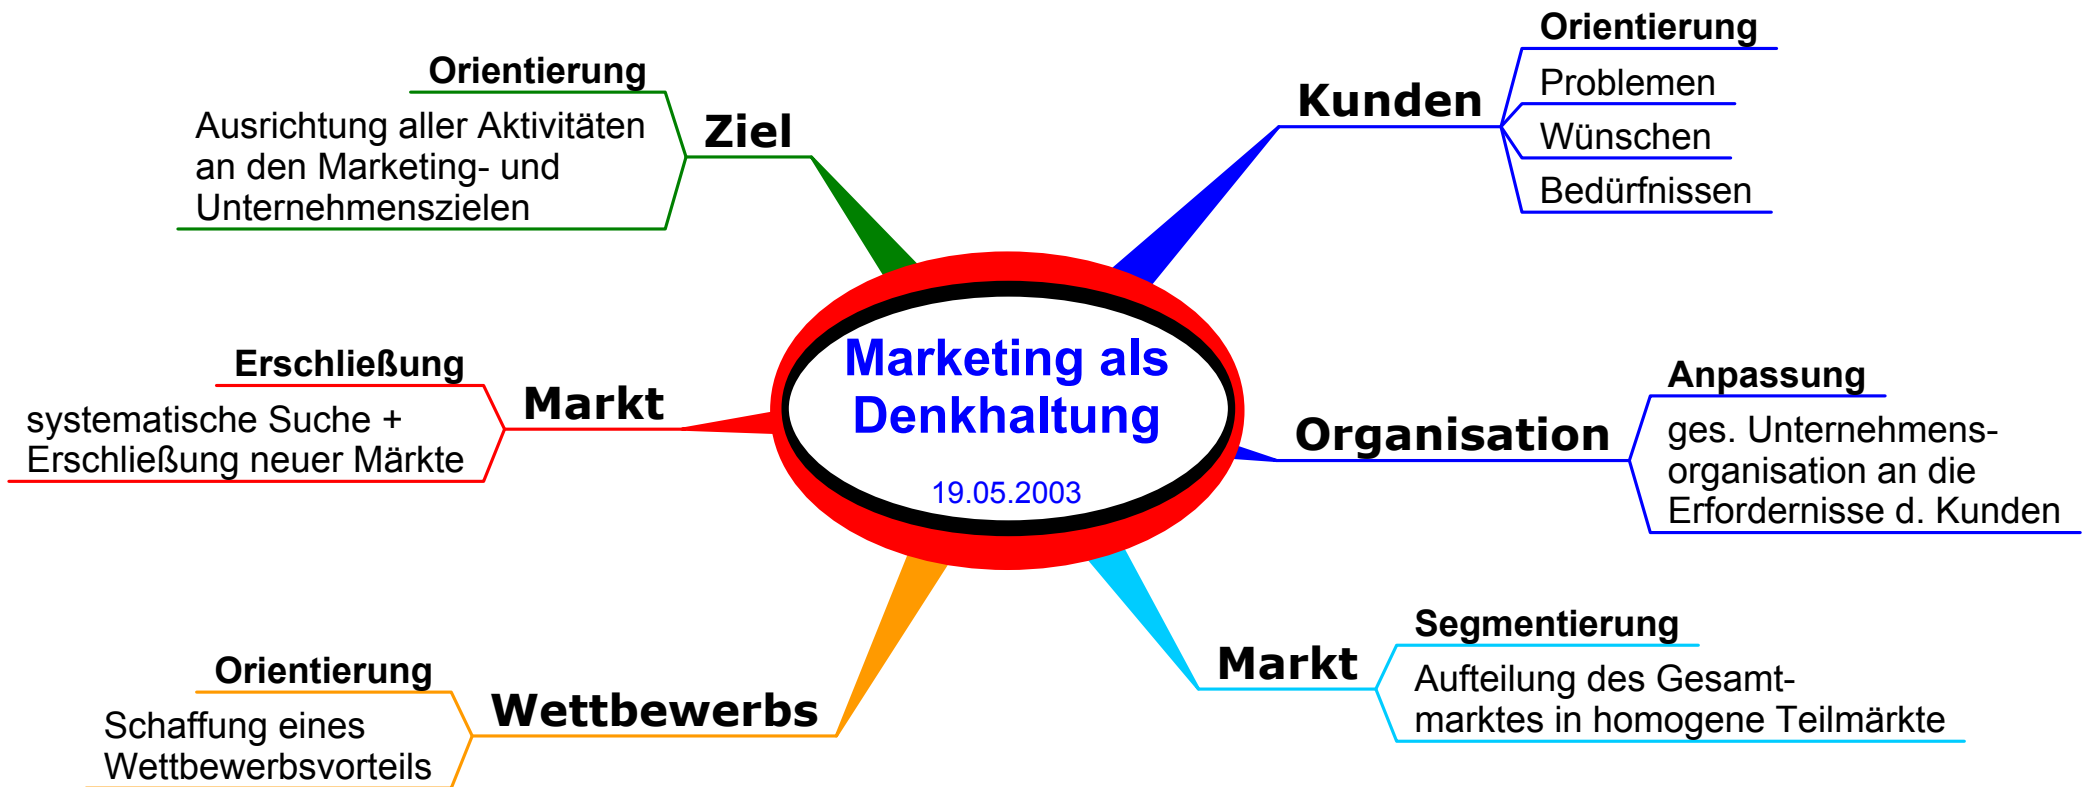 Marketing als
Denkhaltung
19.05.2003
Kunden
Orientierung
Problemen
Wünschen
Bedürfnissen
Organisation
Anpassung
ges. Unternehmens-
organisation an die
Erfordernisse d. Kunden
Markt
Segmentierung
Aufteilung des Gesamt-
marktes in homogene Teilmärkte
Wettbewerbs
Orientierung
Schaffung eines
Wettbewerbsvorteils
Markt
Erschließung
systematische Suche +
Erschließung neuer Märkte
Ziel
Orientierung
Ausrichtung aller Aktivitäten
an den Marketing- und
Unternehmenszielen